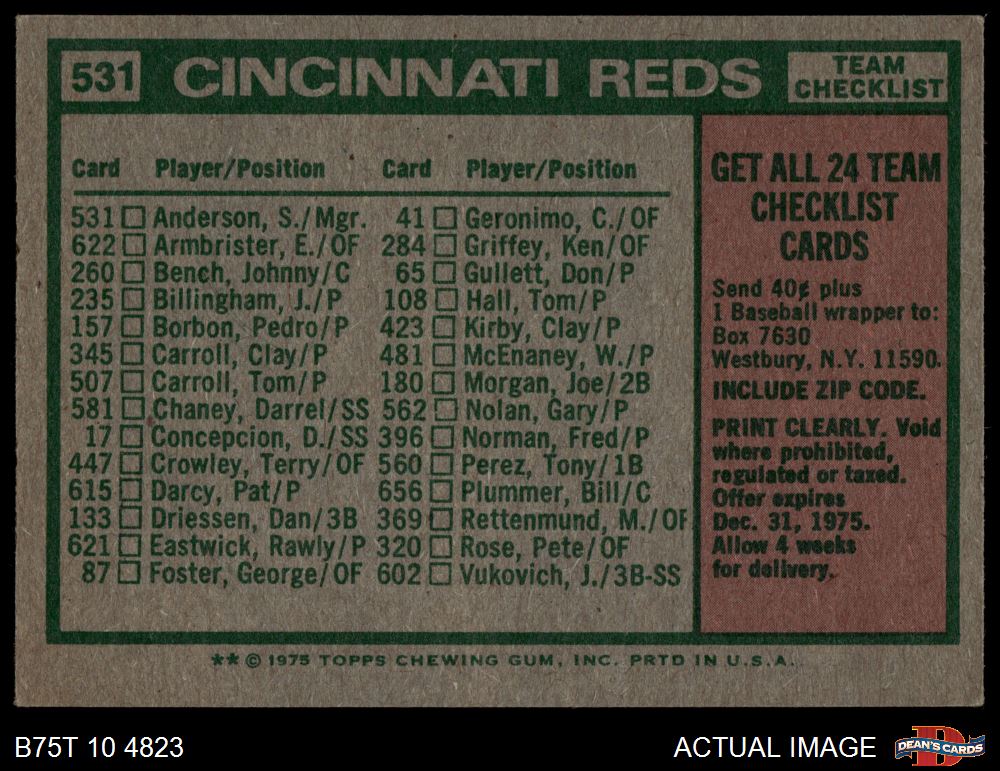 531 CINCINNATI REDS TEAM CHECKLIST
Card Player/Position Card Player/Position
531 Anderson, S./Mgr. 41 Geronimo, C./OF
622 Armbrister, E./OF 284 Griffey, Ken/OF
260 Bench, Johnny/C 65 Gullett, Don/P
235 Billingham, J./P 108 Hall, Tom/P
157 Borbon, Pedro/P 423 Kirby, Clay/P
345 Carroll, Clay/P 481 McEnaney, W./P
507 Carroll, Tom/P 180 Morgan, Joe/2B
581 Chaney, Darrel/SS 562 Nolan, Gary/P
17 Concepcion, D./SS 396 Norman, Fred/P
447 Crowley, Terry/OF 560 Perez, Tony/1B
615 Darcy, Pat/P 656 Plummer, Bill/C
133 Driessen, Dan/3B 369 Rettenmund, M./OF
621 Eastwick, Rawly/P 320 Rose, Pete/OF
87 Foster, George/OF 602 Vukovich, J./3B-SS
GET ALL 24 TEAM
CHECKLIST
CARDS
Send 40¢ plus
1 Baseball wrapper to:
Box 7630
Westbury, N.Y. 11590.
INCLUDE ZIP CODE.
PRINT CLEARLY. Void
where prohibited,
regulated or taxed.
Offer expires
Dec. 31, 1975.
Allow 4 weeks
for delivery.
** © 1975 TOPPS CHEWING GUM, INC. PRTD IN U.S.A.
B75T 10 4823
ACTUAL IMAGE
D
DEAN'S CARDS